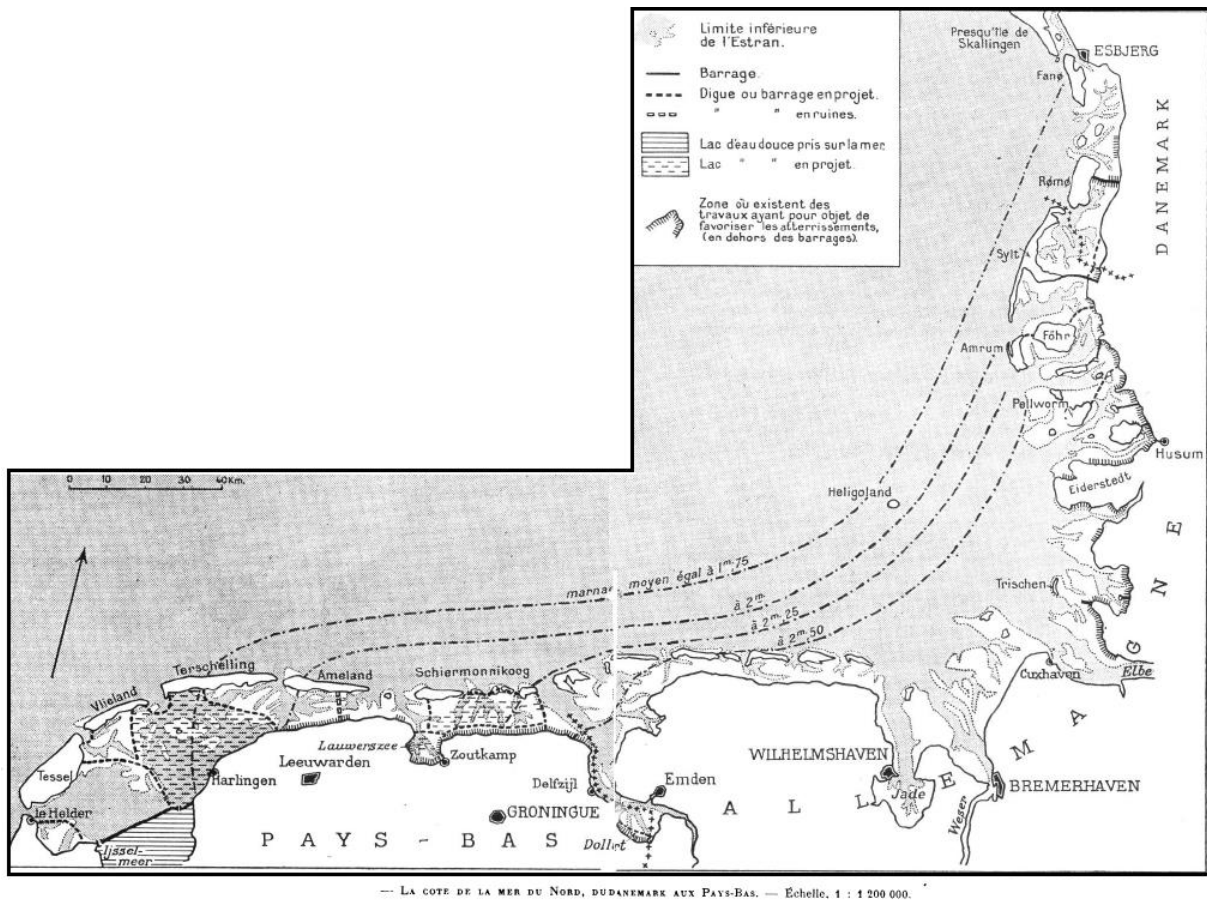 Limite inférieure
de l'Estran.
Barrage.
Digue ou barrage en projet.
" " en ruines.
Lac d'eau douce pris sur la mer
Lac " " en projet.
Zone où existent des
travaux ayant pour objet de
favoriser les atterrissements,
(en dehors des barrages).
Presqu'île de
Skallingen
ESBJERG
Fanø
DANEMARK
Rømø
Sylt
Föhr
Amrum
Pellworm
Husum
Eiderstedt
Heligoland
Trischen
0 10 20 30 40 Km.
marnage moyen égal à 1m.75
à 2m.
à 2m.25
à 2m.50
Elbe
Cuxhaven
Terschelling
Ameland
Schiermonnikoog
Vlieland
Lauwerszee
Zoutkamp
Leeuwarden
Harlingen
Tessel
le Helder
Ijssel-
meer
Delfzijl
GRONINGUE
Emden
Dollart
WILHELMSHAVEN
Jade
Weser
BREMERHAVEN
PAYS-BAS
ALLEMAGNE
— LA COTE DE LA MER DU NORD, DU DANEMARK AUX PAYS-BAS. — Échelle, 1 : 1 200 000.